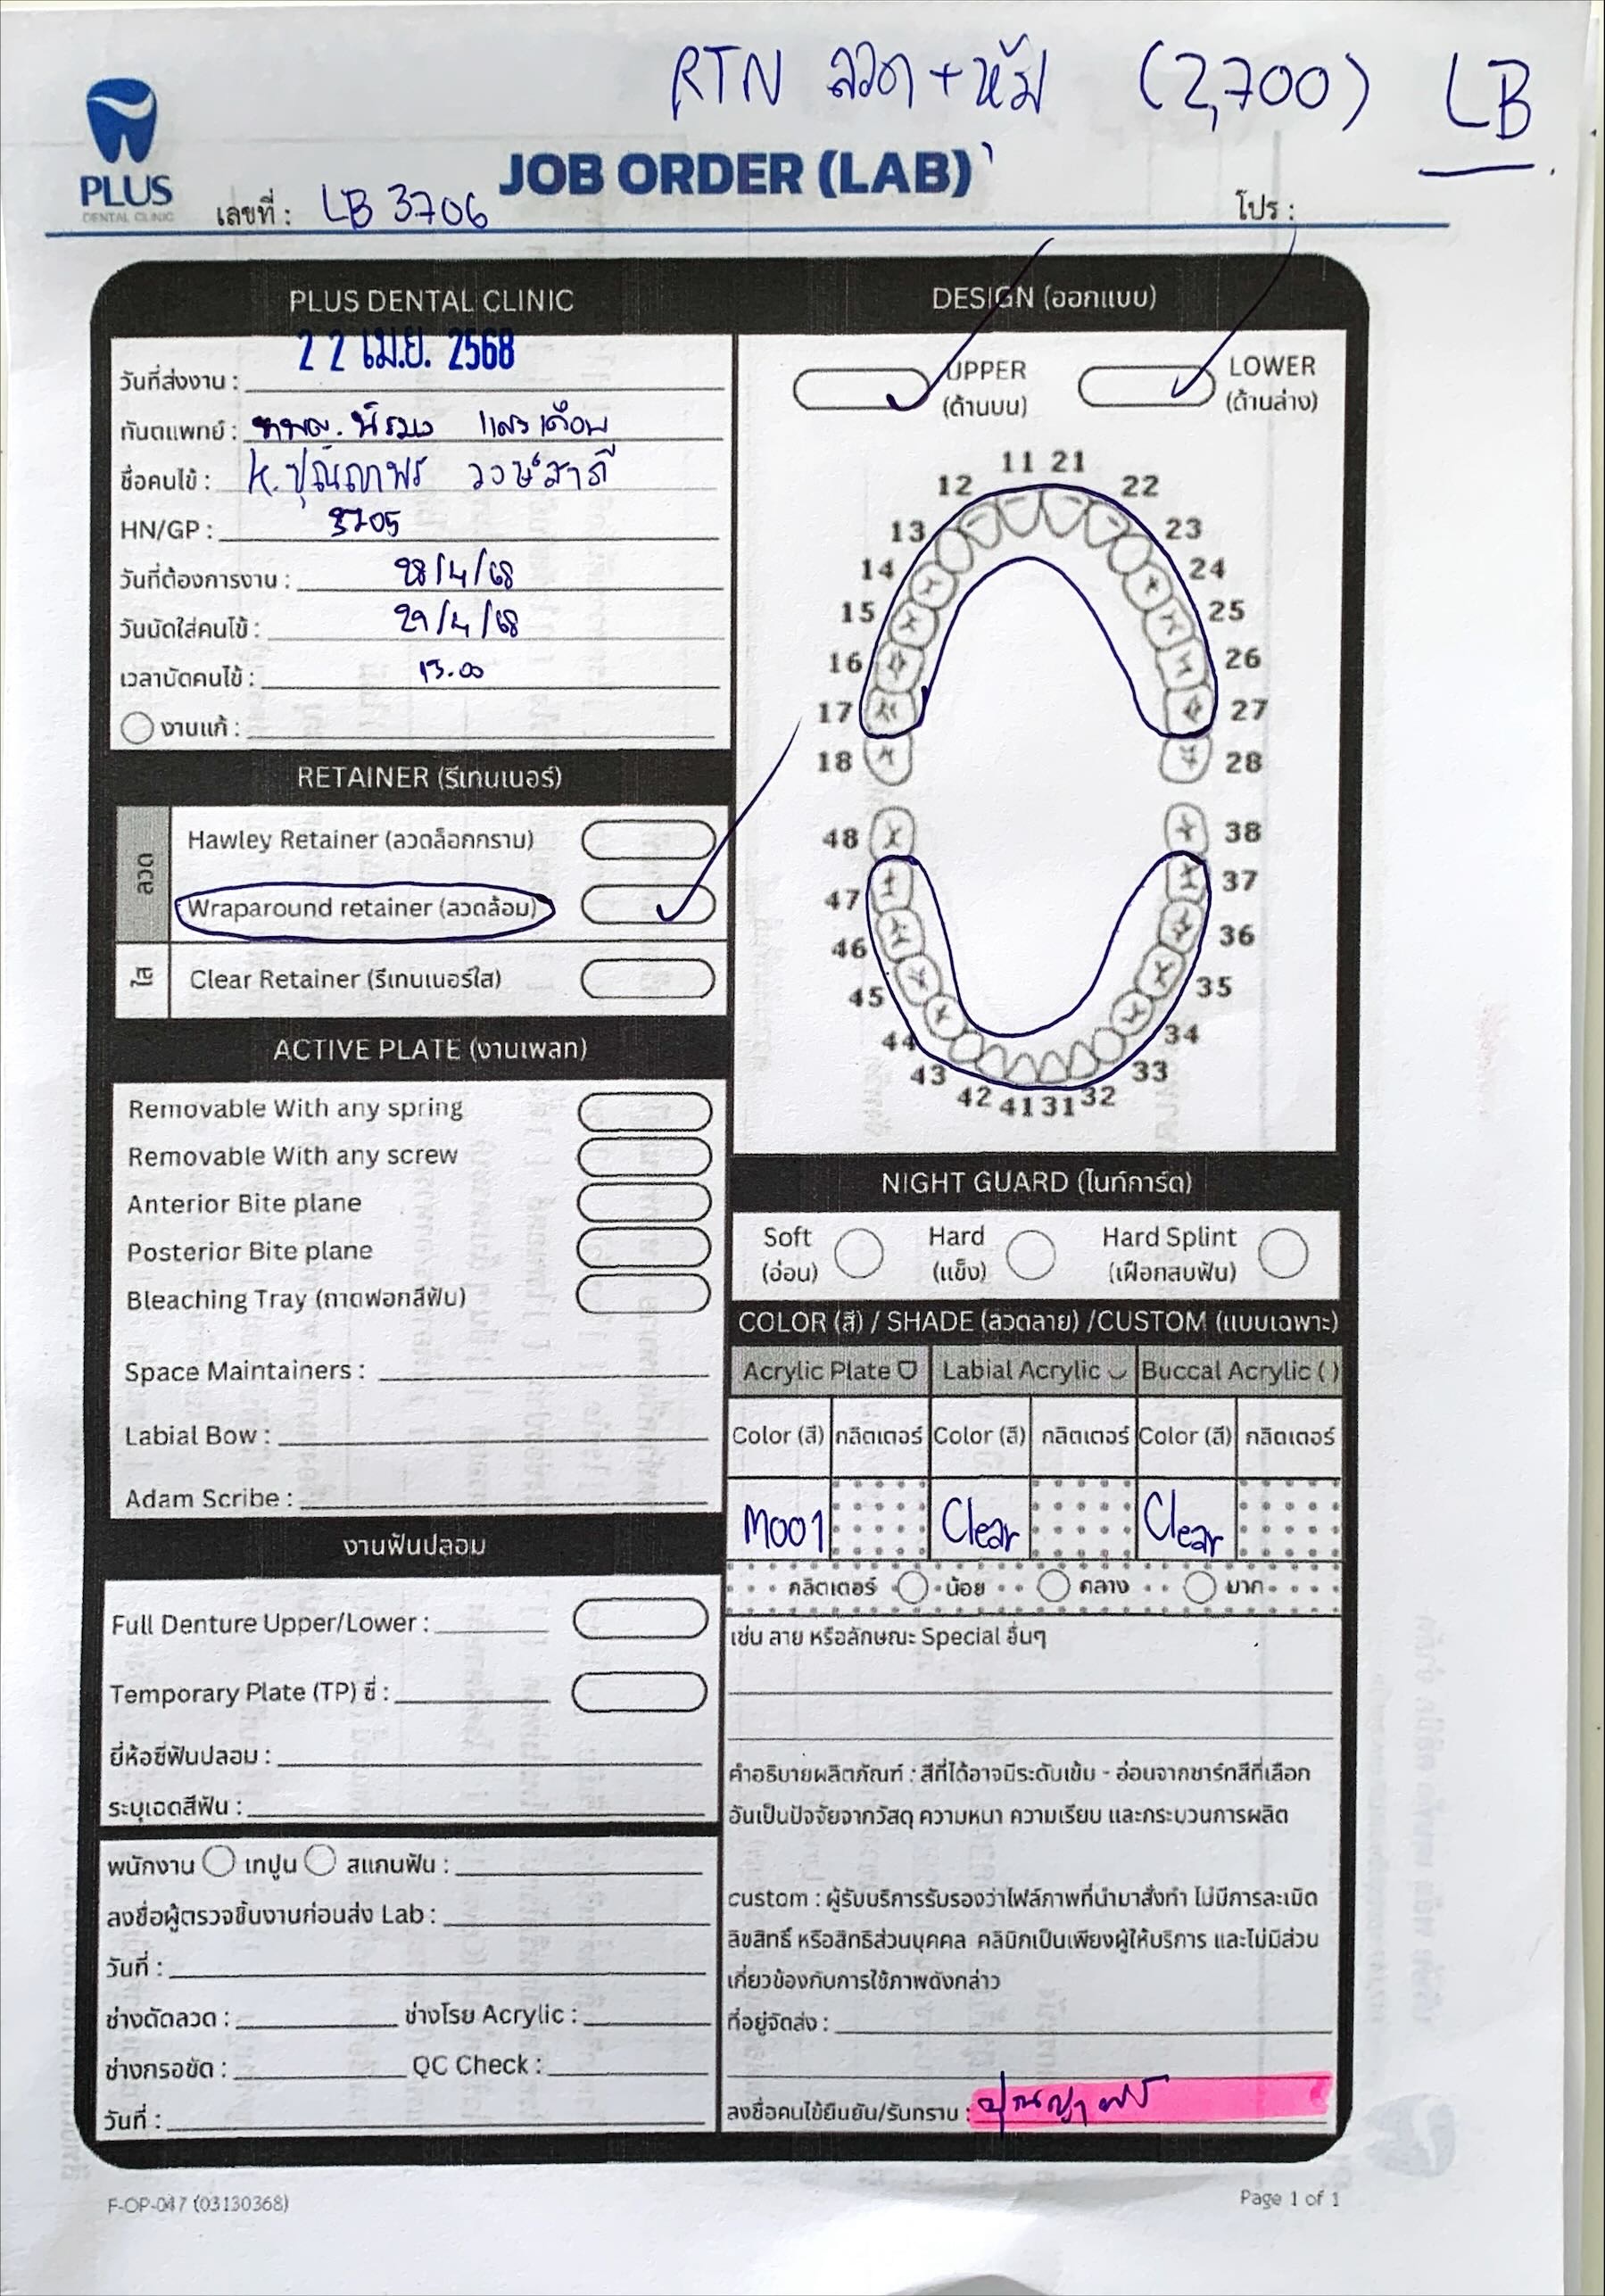 RTN ลวด + หุ้ม (2,700) LB
PLUS
DENTAL CLINIC
JOB ORDER (LAB)
เลขที่ : LB 3706
โปร :
PLUS DENTAL CLINIC
22 เม.ย. 2568
วันที่ส่งงาน :
ทันตแพทย์ : ทพญ.
ชื่อคนไข้ : K. ปุณญาพร วงษ์สาลี
HN/GP : 3705
วันที่ต้องการงาน : 28/4/68
วันนัดใส่คนไข้ : 29/4/68
เวลานัดคนไข้ : 13.00
งานแก้ :
RETAINER (รีเทนเนอร์)
ลวด
Hawley Retainer (ลวดล็อกกราม)
Wraparound retainer (ลวดล้อม)
ใส
Clear Retainer (รีเทนเนอร์ใส)
ACTIVE PLATE (งานเพลท)
Removable With any spring
Removable With any screw
Anterior Bite plane
Posterior Bite plane
Bleaching Tray (ถาดฟอกสีฟัน)
Space Maintainers :
Labial Bow :
Adam Scribe :
งานฟันปลอม
Full Denture Upper/Lower :
Temporary Plate (TP) ซี่ :
ยี่ห้อซี่ฟันปลอม :
ระบุเฉดสีฟัน :
พนักงาน เทปูน สแกนฟัน :
ลงชื่อผู้ตรวจชิ้นงานก่อนส่ง Lab :
วันที่ :
ช่างดัดลวด : ช่างโรย Acrylic :
ช่างกรอขัด : QC Check :
วันที่ :
DESIGN (ออกแบบ)
UPPER (ด้านบน)
LOWER (ด้านล่าง)
11 21
12 22
13 23
14 24
15 25
16 26
17 27
18 28
48 38
47 37
46 36
45 35
44 34
43 33
42 41 31 32
NIGHT GUARD (ไนท์การ์ด)
Soft (อ่อน) Hard (แข็ง) Hard Splint (เฝือกสบฟัน)
COLOR (สี) / SHADE (ลวดลาย) /CUSTOM (แบบเฉพาะ)
Acrylic Plate Labial Acrylic Buccal Acrylic ( )
Color (สี) กลิตเตอร์ Color (สี) กลิตเตอร์ Color (สี) กลิตเตอร์
M001 Clear Clear
กลิตเตอร์ น้อย กลาง มาก
เช่น ลาย หรือลักษณะ Special อื่นๆ
คำอธิบายผลิตภัณฑ์ : สีที่ได้อาจมีระดับเข้ม - อ่อนจากชาร์ทสีที่เลือก
อันเป็นปัจจัยจากวัสดุ ความหนา ความเรียบ และกระบวนการผลิต
custom : ผู้รับบริการรับรองว่าไฟล์ภาพที่นำมาสั่งทำ ไม่มีการละเมิด
ลิขสิทธิ์ หรือสิทธิส่วนบุคคล คลินิกเป็นเพียงผู้ให้บริการ และไม่มีส่วน
เกี่ยวข้องกับการใช้ภาพดังกล่าว
ที่อยู่จัดส่ง :
ลงชื่อคนไข้ยืนยัน/รับทราบ : ปุณญาพร
F-OP-047 (03130368)
Page 1 of 1